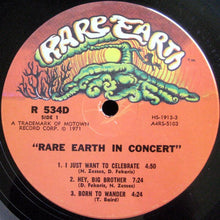 RARE EARTH
R 534D
SIDE 1
HS-1913-3
A4RS-5103
A TRADEMARK OF MOTOWN
RECORD CORP. © 1971
"RARE EARTH IN CONCERT"
1. I JUST WANT TO CELEBRATE 4:50
(N. Zesses, D. Fekaris)
2. HEY, BIG BROTHER 7:24
(D. Fekaris, N. Zesses)
3. BORN TO WANDER 4:24
(T. Baird)